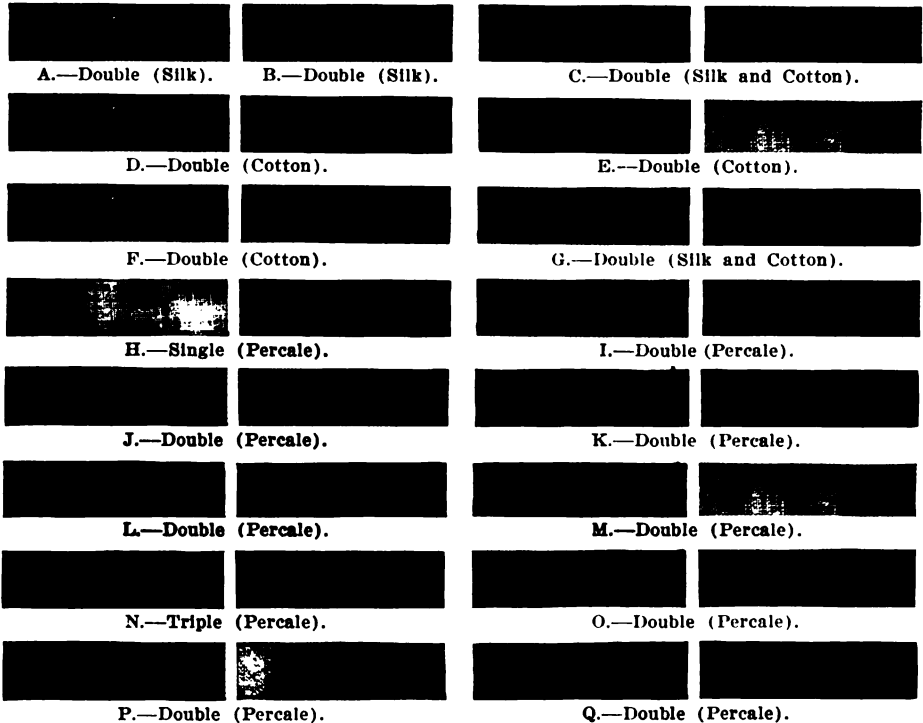 A.—Double (Silk).
B.—Double (Silk).
C.—Double (Silk and Cotton).
D.—Double (Cotton).
E.—Double (Cotton).
F.—Double (Cotton).
G.—Double (Silk and Cotton).
H.—Single (Percale).
I.—Double (Percale).
J.—Double (Percale).
K.—Double (Percale).
L.—Double (Percale).
M.—Double (Percale).
N.—Triple (Percale).
O.—Double (Percale).
P.—Double (Percale).
Q.—Double (Percale).